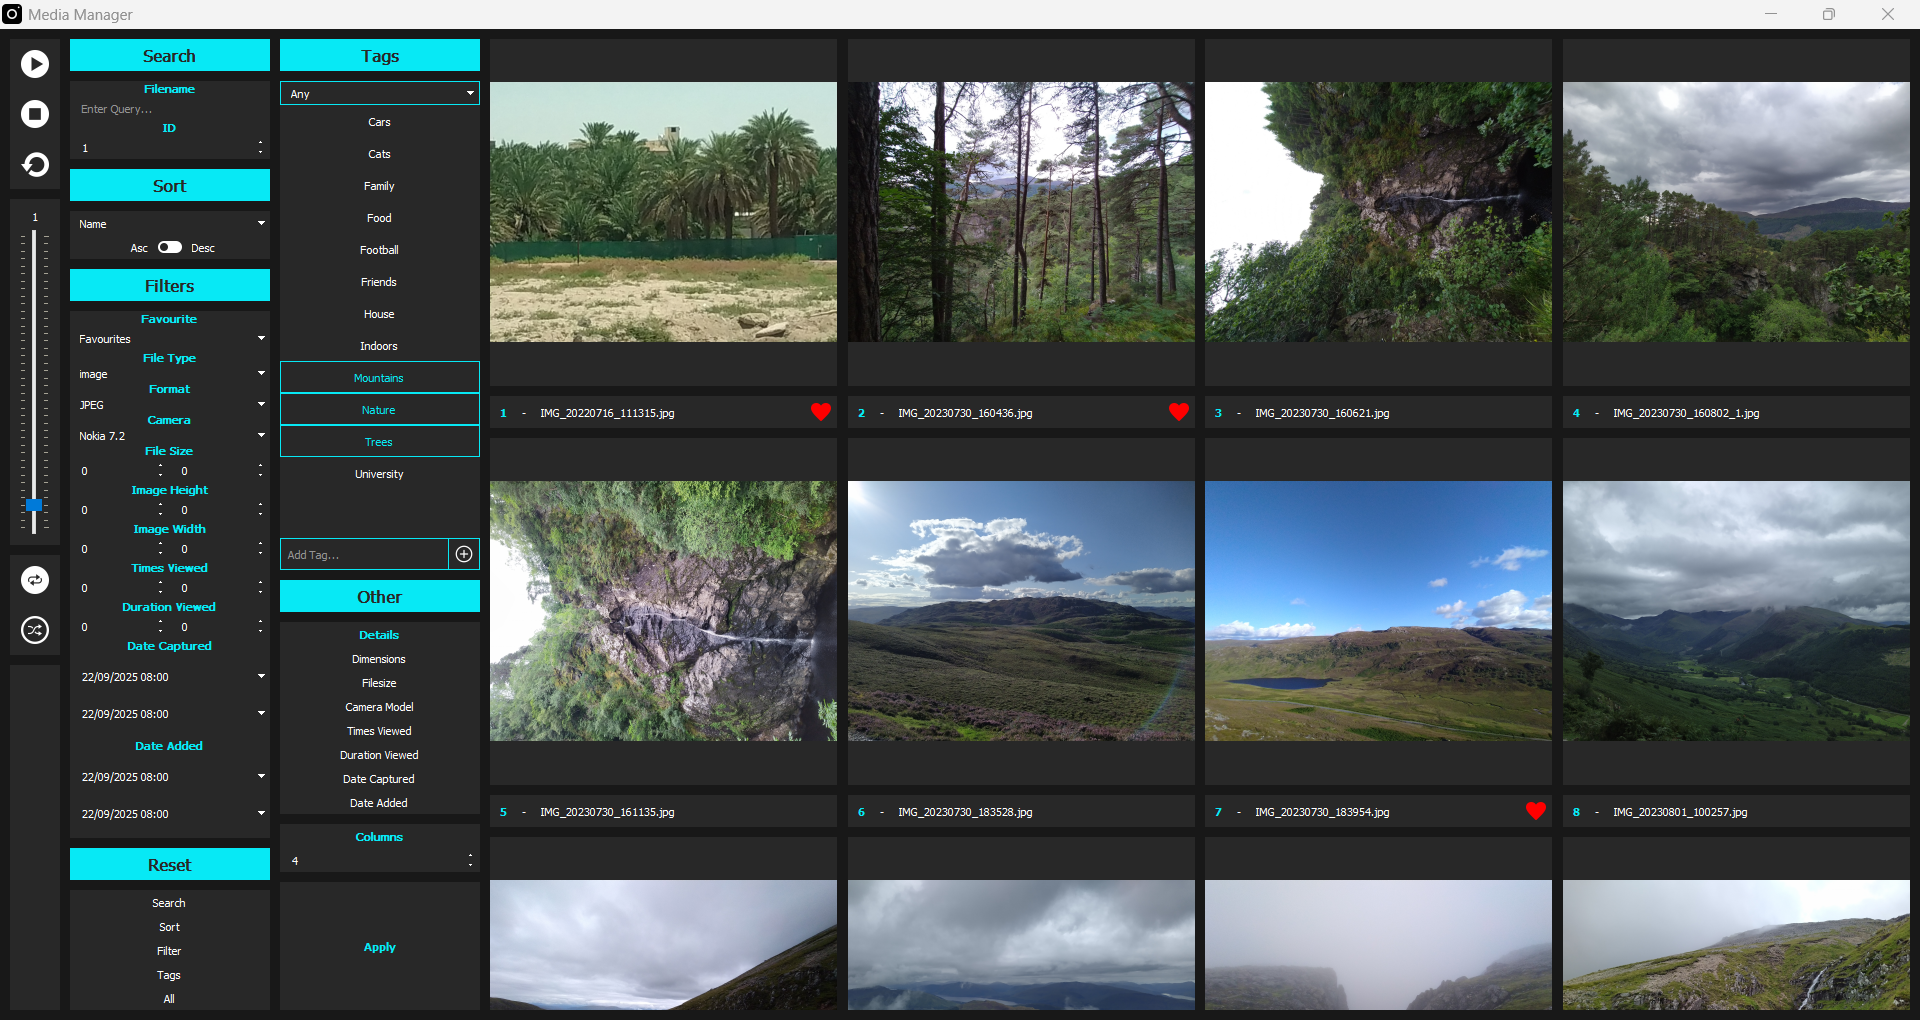 Media Manager
Search
Filename
Enter Query...
ID
1
Sort
Name
Asc Desc
Filters
Favourite
Favourites
File Type
image
Format
JPEG
Camera
Nokia 7.2
File Size
0 0
Image Height
0 0
Image Width
0 0
Times Viewed
0 0
Duration Viewed
0 0
Date Captured
22/09/2025 08:00
22/09/2025 08:00
Date Added
22/09/2025 08:00
22/09/2025 08:00
Reset
Search
Sort
Filter
Tags
All
1
Tags
Any
Cars
Cats
Family
Food
Football
Friends
House
Indoors
Mountains
Nature
Trees
University
Add Tag...
Other
Details
Dimensions
Filesize
Camera Model
Times Viewed
Duration Viewed
Date Captured
Date Added
Columns
4
Apply
1 - IMG_20220716_111315.jpg
2 - IMG_20230730_160436.jpg
3 - IMG_20230730_160621.jpg
4 - IMG_20230730_160802_1.jpg
5 - IMG_20230730_161135.jpg
6 - IMG_20230730_183528.jpg
7 - IMG_20230730_183954.jpg
8 - IMG_20230801_100257.jpg